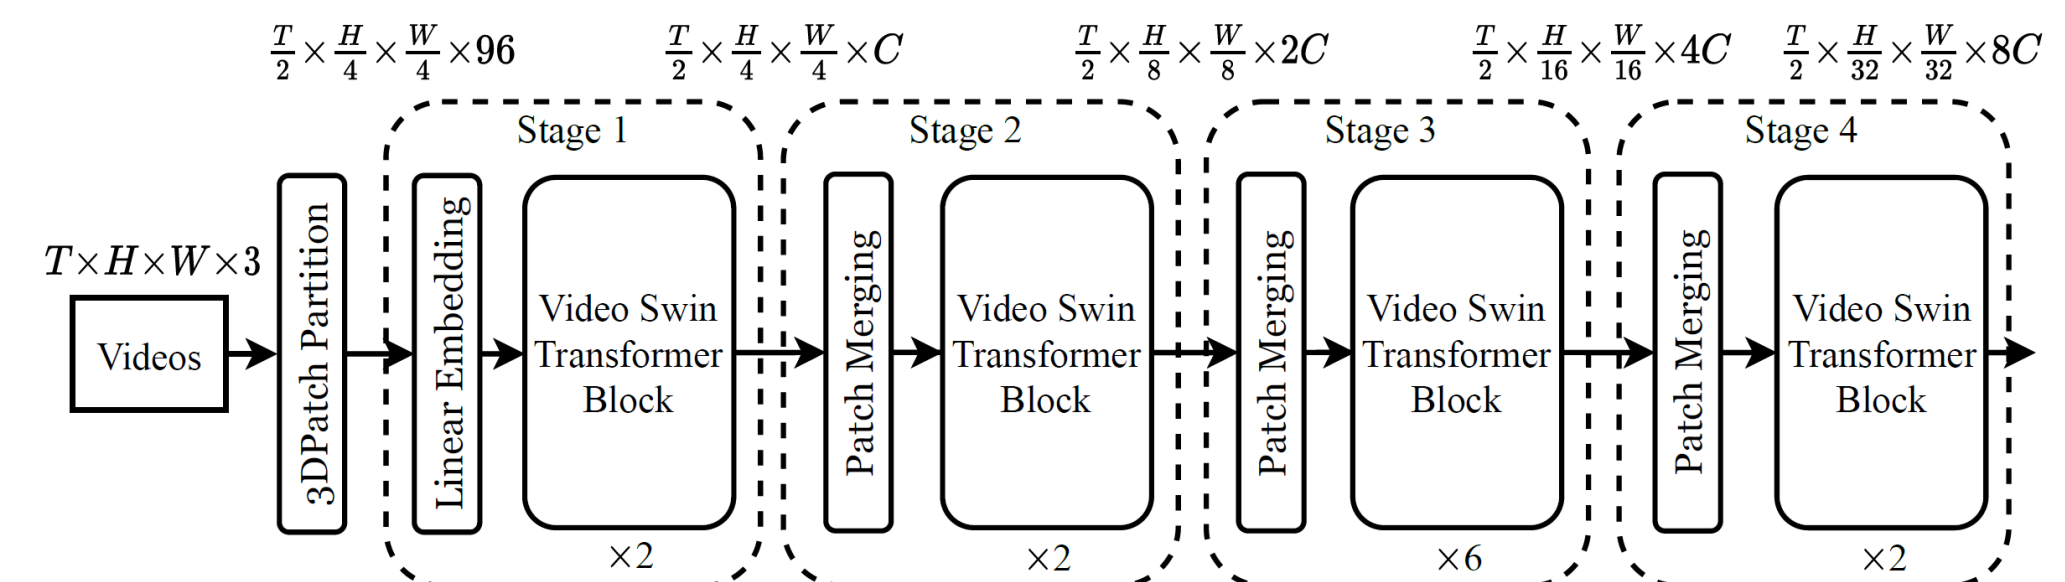 T/2 × H/4 × W/4 × 96
T/2 × H/4 × W/4 × C
T/2 × H/8 × W/8 × 2C
T/2 × H/16 × W/16 × 4C
T/2 × H/32 × W/32 × 8C
T×H×W×3
Videos
3DPatch Partition
Stage 1
Linear Embedding
Video Swin
Transformer
Block
×2
Stage 2
Patch Merging
Video Swin
Transformer
Block
×2
Stage 3
Patch Merging
Video Swin
Transformer
Block
×6
Stage 4
Patch Merging
Video Swin
Transformer
Block
×2